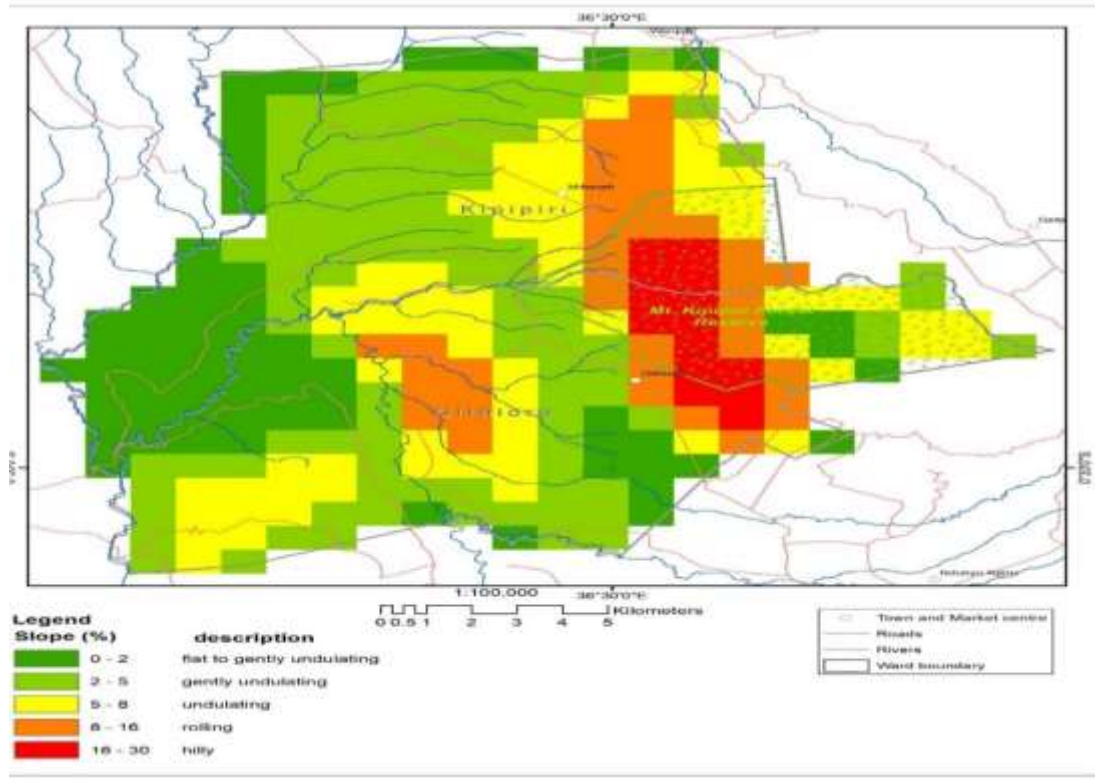 36°30'0"E
Kipipiri
Mt. Kipipiri
Reserve
1:100,000
36°30'0"E
0 0.5 1 2 3 4 5 Kilometers
Legend
Slope (%) description
0 - 2 flat to gently undulating
2 - 5 gently undulating
5 - 8 undulating
8 - 16 rolling
16 - 30 hilly
Town and Market centre
Roads
Rivers
Ward boundary